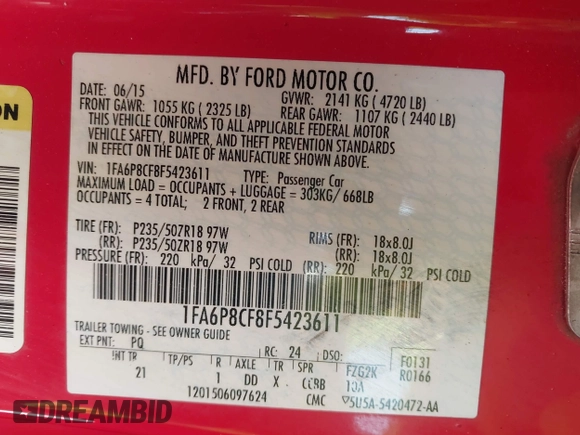 ON
MFD. BY FORD MOTOR CO.
DATE: 06/15 GVWR: 2141 KG ( 4720 LB)
FRONT GAWR: 1055 KG ( 2325 LB) REAR GAWR: 1107 KG ( 2440 LB)
THIS VEHICLE CONFORMS TO ALL APPLICABLE FEDERAL MOTOR
VEHICLE SAFETY, BUMPER, AND THEFT PREVENTION STANDARDS
IN EFFECT ON THE DATE OF MANUFACTURE SHOWN ABOVE.
VIN: 1FA6P8CF8F5423611 TYPE: Passenger Car
MAXIMUM LOAD = OCCUPANTS + LUGGAGE = 303KG/ 668LB
OCCUPANTS = 4 TOTAL; 2 FRONT, 2 REAR
TIRE (FR): P235/50ZR18 97W RIMS (FR): 18x8.0J
(RR): P235/50ZR18 97W (RR): 18x8.0J
PRESSURE (FR): 220 kPa/ 32 PSI COLD (RR): 220 kPa/ 32 PSI COLD
1FA6P8CF8F5423611
TRAILER TOWING - SEE OWNER GUIDE
EXT PNT: PQ RC: 24 DSO: F0131
INT TR TP/PS R AXLE TR SPR FZG2K R0166
21 1 DD X 10A
1201506097624 CMC 5U5A-5420472-AA
DREAMBID